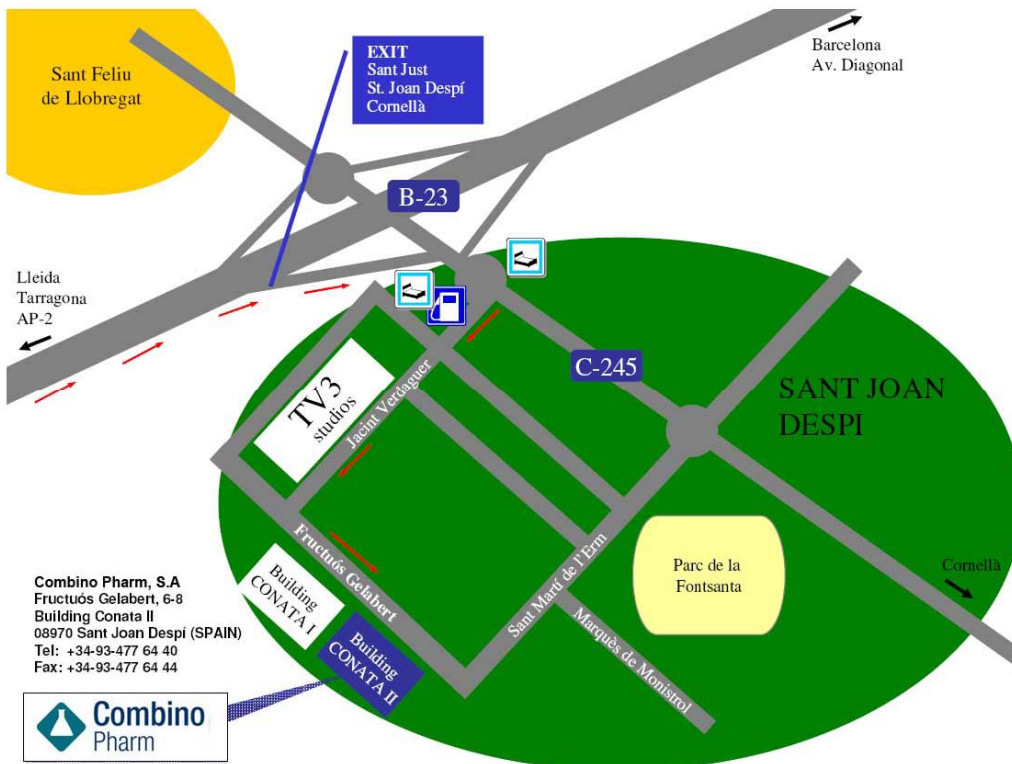 Sant Feliu
de Llobregat
EXIT
Sant Just
St. Joan Despí
Cornellà
Barcelona
Av. Diagonal
B-23
Lleida
Tarragona
AP-2
C-245
SANT JOAN
DESPI
TV3
studios
Jacint Verdaguer
Fructuós Gelabert
Sant Martí de l'Erm
Marquès de Monistrol
Parc de la
Fontsanta
Cornellà
Building
CONATA I
Building
CONATA II
Combino Pharm, S.A
Fructuós Gelabert, 6-8
Building Conata II
08970 Sant Joan Despí (SPAIN)
Tel: +34-93-477 64 40
Fax: +34-93-477 64 44
Combino
Pharm